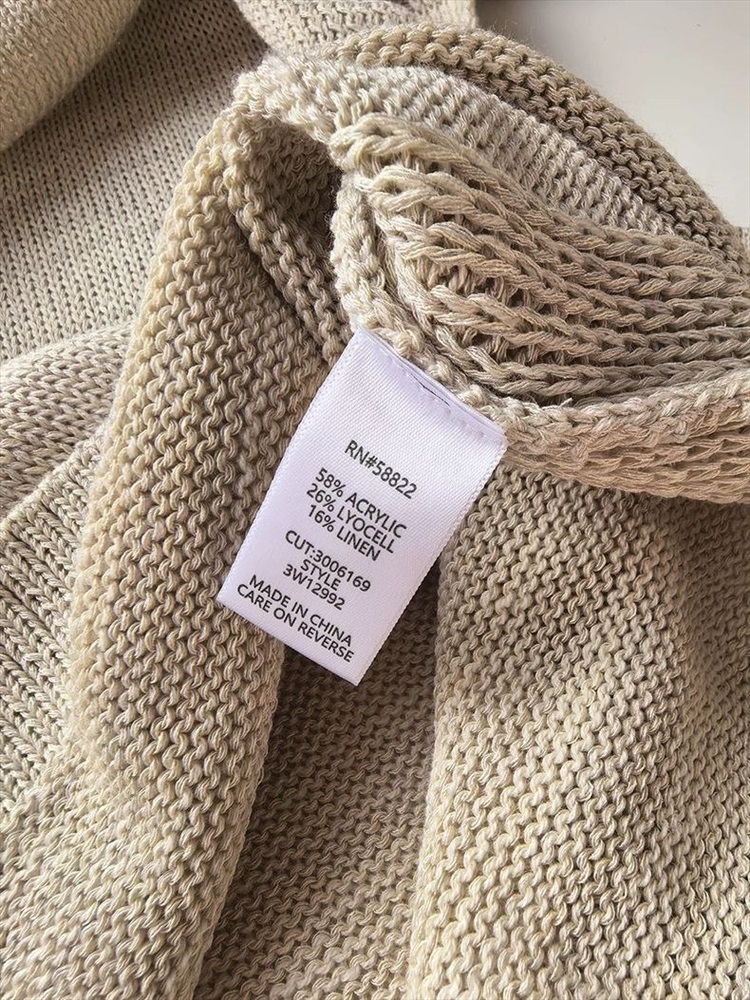 RN#58822
58% ACRYLIC
26% LYOCELL
16% LINEN
CUT:3006169
STYLE
3W12992
MADE IN CHINA
CARE ON REVERSE